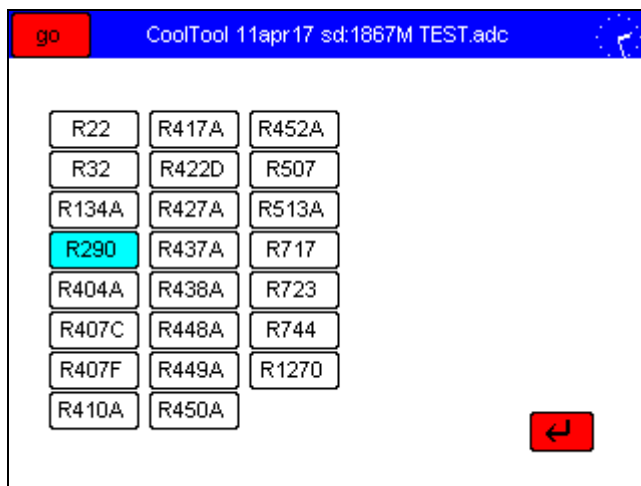 go CoolTool 11apr17 sd:1867M TEST.adc
R22 R417A R452A
R32 R422D R507
R134A R427A R513A
R290 R437A R717
R404A R438A R723
R407C R448A R744
R407F R449A R1270
R410A R450A